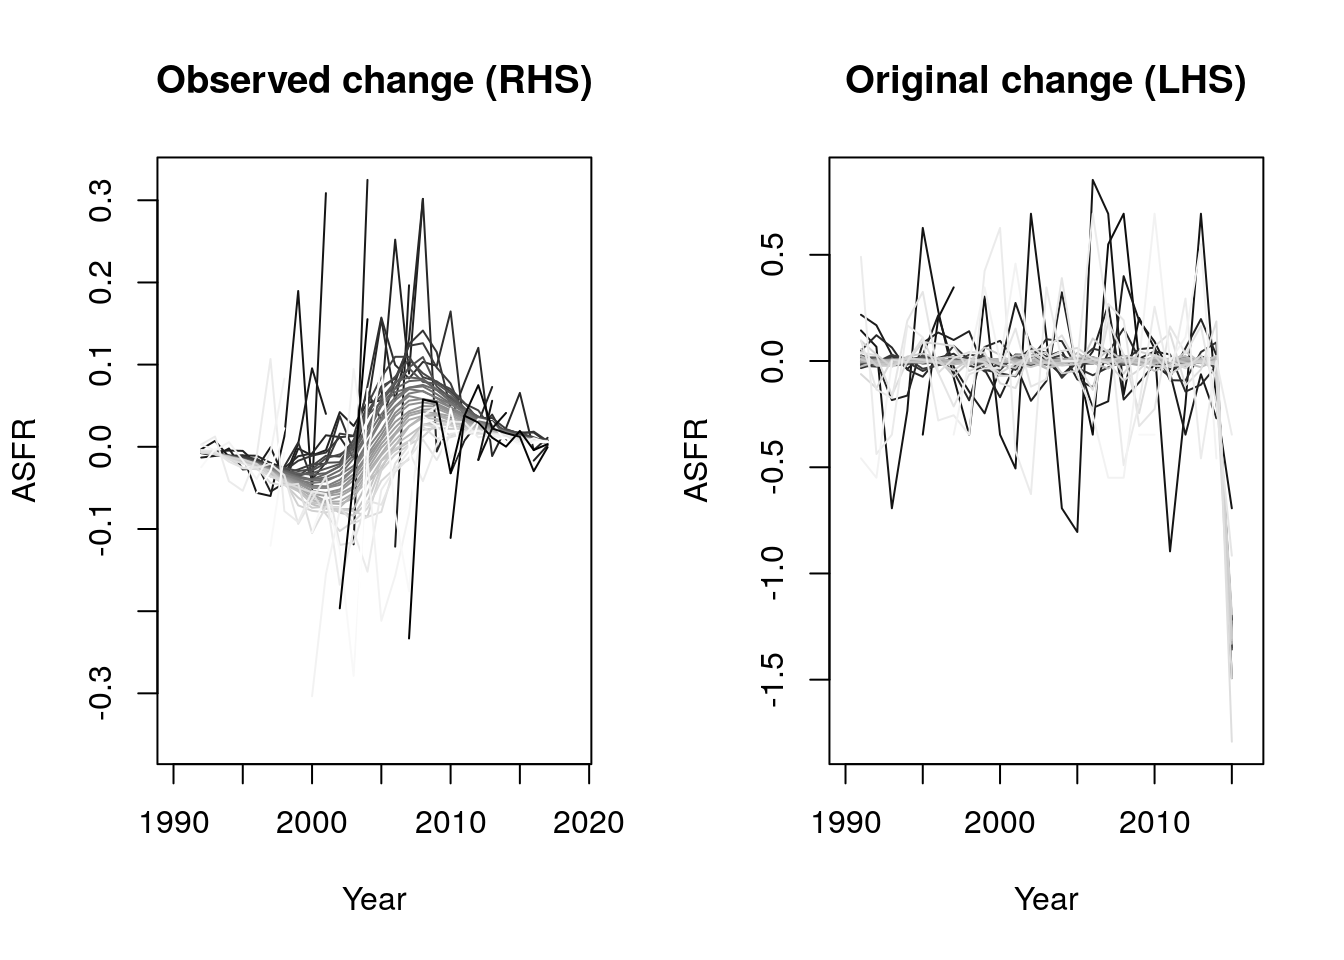 Observed change (RHS)
ASFR
0.3
0.2
0.1
0.0
-0.1
-0.3
1990 2000 2010 2020
Year
Original change (LHS)
ASFR
0.5
0.0
-0.5
-1.0
-1.5
1990 2000 2010
Year